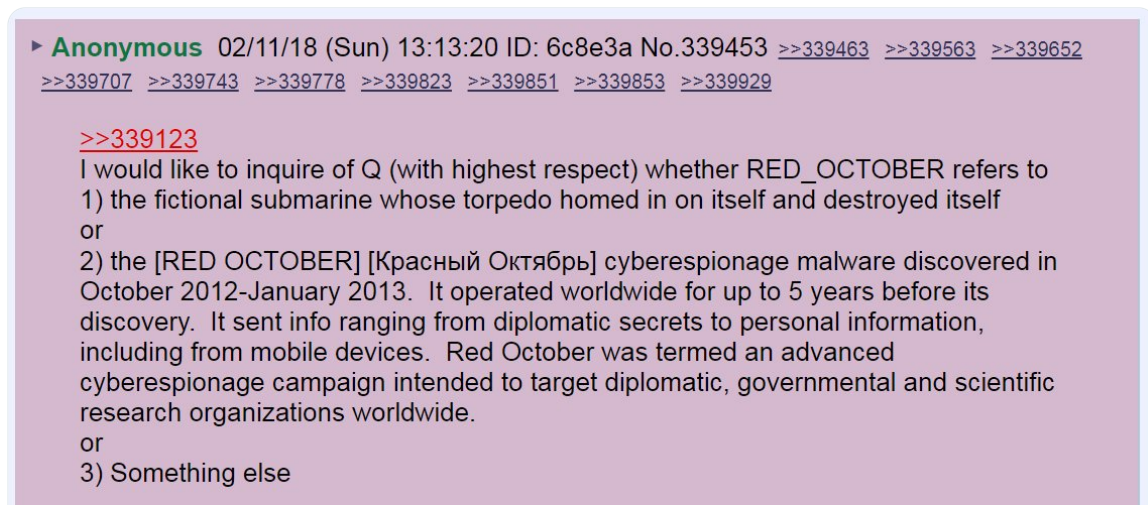 ▶ Anonymous 02/11/18 (Sun) 13:13:20 ID: 6c8e3a No.339453 >>339463 >>339563 >>339652
>>339707 >>339743 >>339778 >>339823 >>339851 >>339853 >>339929
>>339123
I would like to inquire of Q (with highest respect) whether RED_OCTOBER refers to
1) the fictional submarine whose torpedo homed in on itself and destroyed itself
or
2) the [RED OCTOBER] [Красный Октябрь] cyberespionage malware discovered in
October 2012-January 2013.  It operated worldwide for up to 5 years before its
discovery.  It sent info ranging from diplomatic secrets to personal information,
including from mobile devices.  Red October was termed an advanced
cyberespionage campaign intended to target diplomatic, governmental and scientific
research organizations worldwide.
or
3) Something else